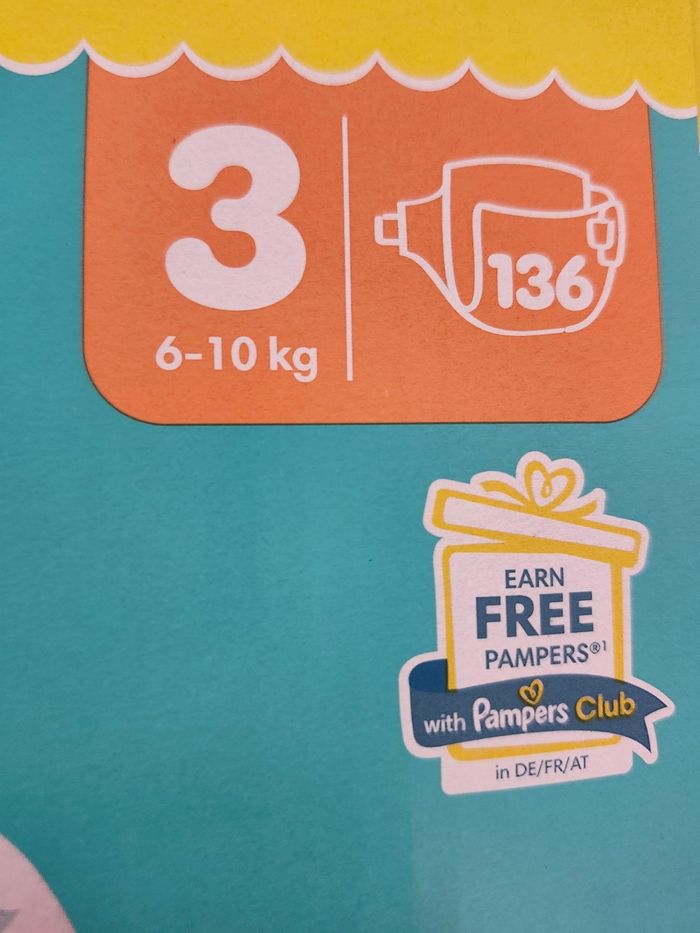 3
6-10 kg
136
EARN
FREE
PAMPERS®¹
with Pampers Club
in DE/FR/AT